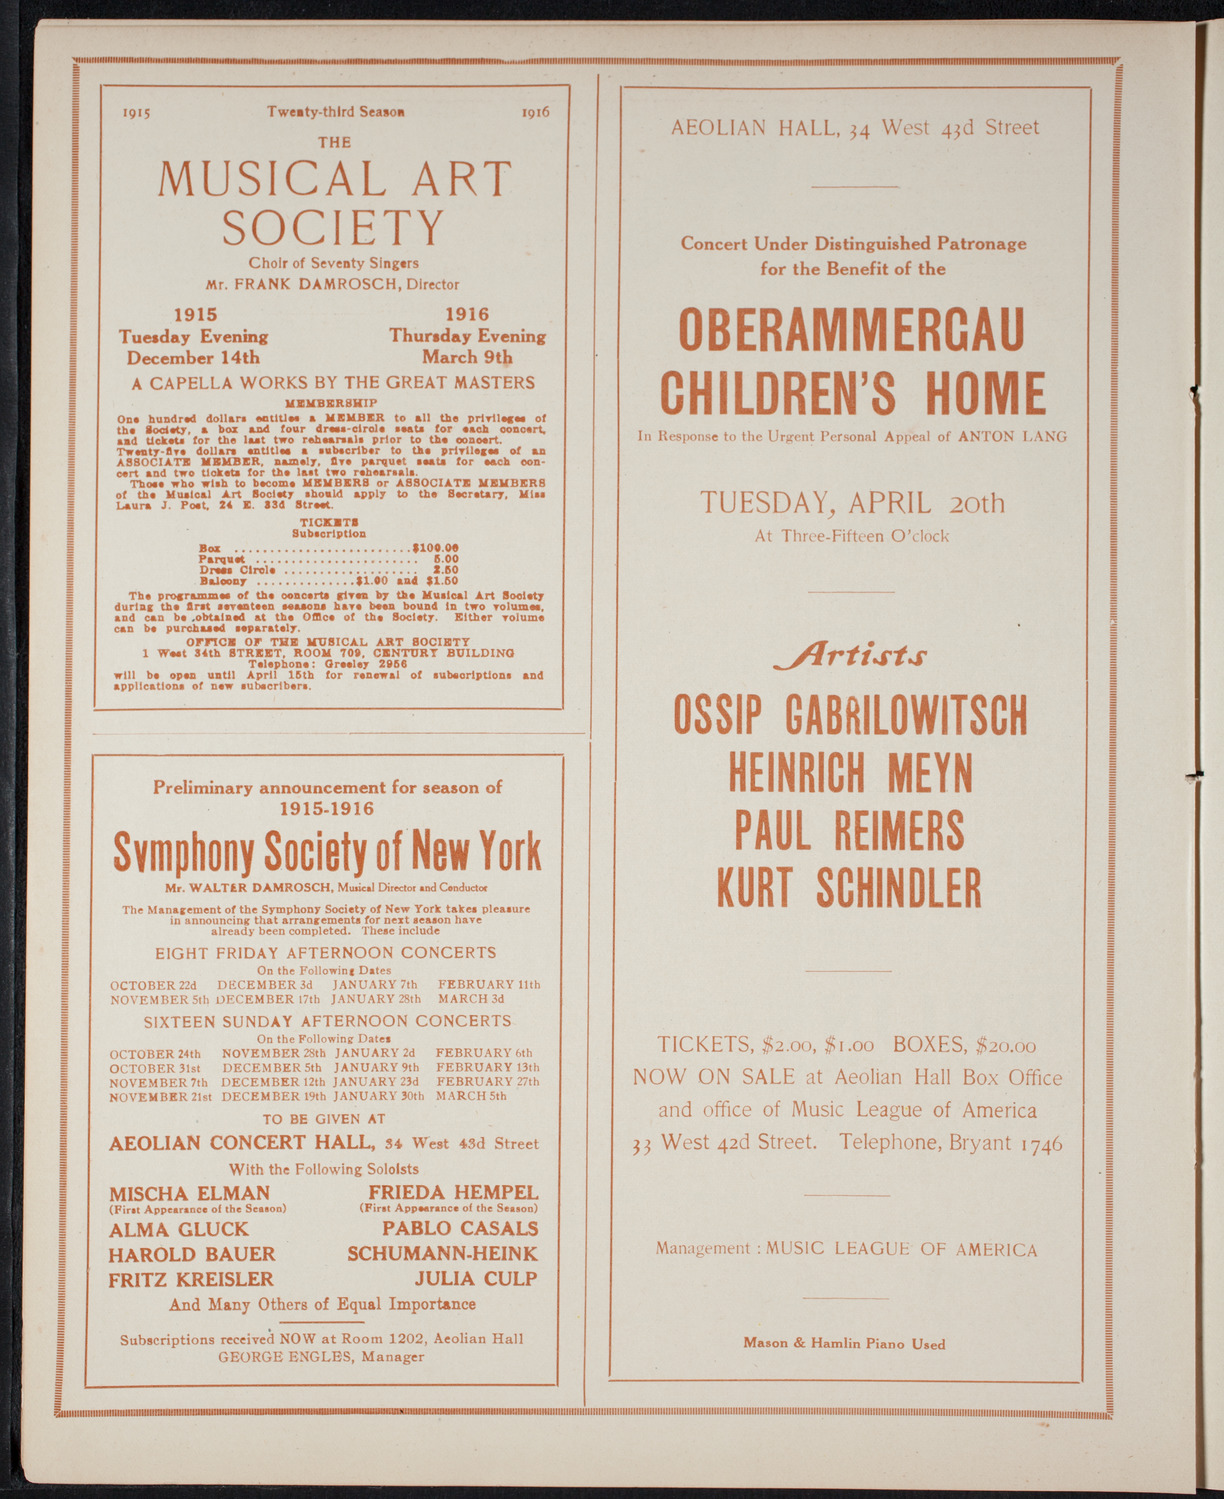 1915 Twenty-third Season 1916
THE
MUSICAL ART
SOCIETY
Choir of Seventy Singers
Mr. FRANK DAMROSCH, Director
1915 1916
Tuesday Evening Thursday Evening
December 14th March 9th
A CAPELLA WORKS BY THE GREAT MASTERS
MEMBERSHIP
One hundred dollars entitles a MEMBER to all the privileges of
the Society, a box and four dress-circle seats for each concert,
and tickets for the last two rehearsals prior to the concert.
Twenty-five dollars entitles a subscriber to the privileges of an
ASSOCIATE MEMBER, namely, five parquet seats for each con-
cert and two tickets for the last two rehearsals.
Those who wish to become MEMBERS or ASSOCIATE MEMBERS
of the Musical Art Society should apply to the Secretary, Miss
Laura J. Post, 24 E. 33d Street.
TICKETS
Subscription
Box ........................$100.00
Parquet ...................... 5.00
Dress Circle .................. 2.50
Balcony ..............$1.00 and $1.50
The programmes of the concerts given by the Musical Art Society
during the first seventeen seasons have been bound in two volumes,
and can be obtained at the Office of the Society. Either volume
can be purchased separately.
OFFICE OF THE MUSICAL ART SOCIETY
1 West 34th STREET, ROOM 709, CENTURY BUILDING
Telephone: Greeley 2956
will be open until April 15th for renewal of subscriptions and
applications of new subscribers.
Preliminary announcement for season of
1915-1916
Symphony Society of New York
Mr. WALTER DAMROSCH, Musical Director and Conductor
The Management of the Symphony Society of New York takes pleasure
in announcing that arrangements for next season have
already been completed. These include
EIGHT FRIDAY AFTERNOON CONCERTS
On the Following Dates
OCTOBER 22d DECEMBER 3d JANUARY 7th FEBRUARY 11th
NOVEMBER 5th DECEMBER 17th JANUARY 28th MARCH 3d
SIXTEEN SUNDAY AFTERNOON CONCERTS
On the Following Dates
OCTOBER 24th NOVEMBER 28th JANUARY 2d FEBRUARY 6th
OCTOBER 31st DECEMBER 5th JANUARY 9th FEBRUARY 13th
NOVEMBER 7th DECEMBER 12th JANUARY 23d FEBRUARY 27th
NOVEMBER 21st DECEMBER 19th JANUARY 30th MARCH 5th
TO BE GIVEN AT
AEOLIAN CONCERT HALL, 34 West 43d Street
With the Following Soloists
MISCHA ELMAN FRIEDA HEMPEL
(First Appearance of the Season) (First Appearance of the Season)
ALMA GLUCK PABLO CASALS
HAROLD BAUER SCHUMANN-HEINK
FRITZ KREISLER JULIA CULP
And Many Others of Equal Importance
Subscriptions received NOW at Room 1202, Aeolian Hall
GEORGE ENGLES, Manager
AEOLIAN HALL, 34 West 43d Street
Concert Under Distinguished Patronage
for the Benefit of the
OBERAMMERGAU
CHILDREN'S HOME
In Response to the Urgent Personal Appeal of ANTON LANG
TUESDAY, APRIL 20th
At Three-Fifteen O'clock
Artists
OSSIP GABRILOWITSCH
HEINRICH MEYN
PAUL REIMERS
KURT SCHINDLER
TICKETS, $2.00, $1.00 BOXES, $20.00
NOW ON SALE at Aeolian Hall Box Office
and office of Music League of America
33 West 42d Street. Telephone, Bryant 1746
Management : MUSIC LEAGUE OF AMERICA
Mason & Hamlin Piano Used